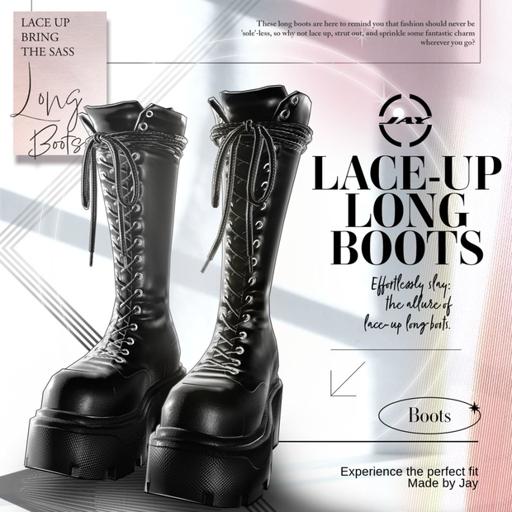 LACE UP
BRING
THE SASS
Long
Boots
These long boots are here to remind you that fashion should never be
'sole'-less, so why not lace up, strut out, and sprinkle some fantastic charm
wherever you go?
JAY
LACE-UP
LONG
BOOTS
Effortlessly slay:
the allure of
lace-up long boots.
Boots
Experience the perfect fit
Made by Jay